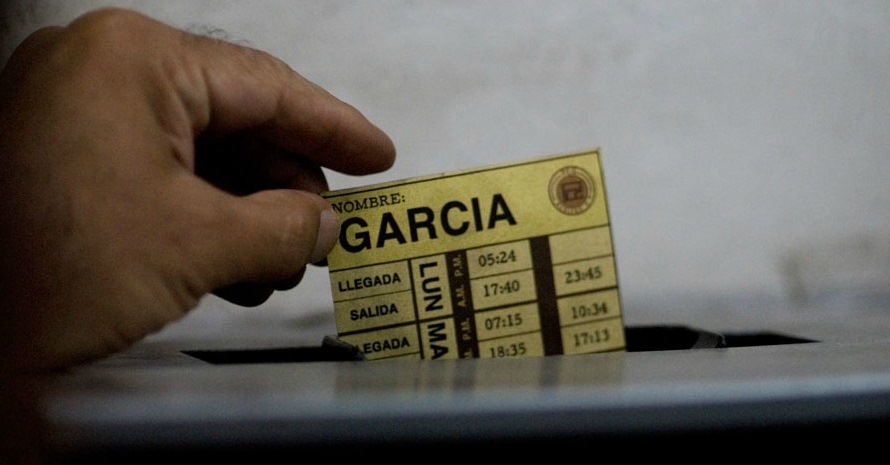 NOMBRE:
GARCIA
LLEGADA LUN A.M. P.M. 05:24 23:45
SALIDA 17:40 10:34
LEGADA MA P.M. 07:15 17:13
18:35